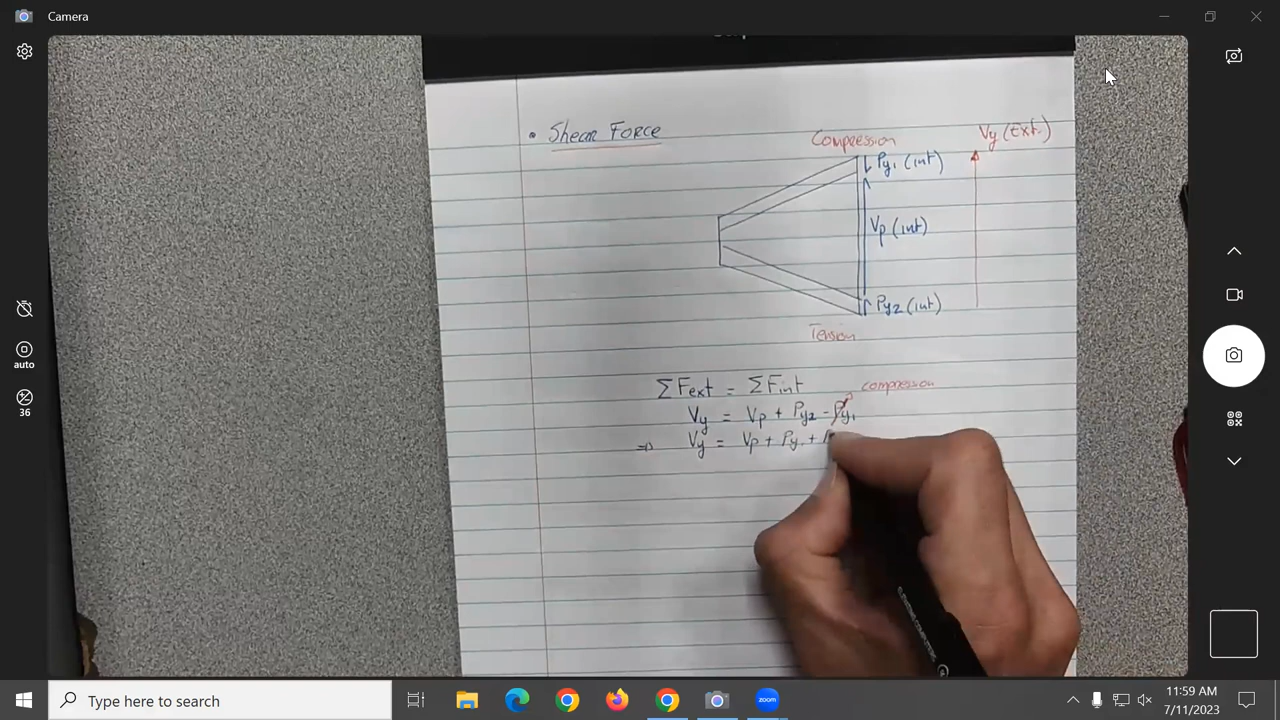 Camera
• Shear Force
Compression
Vy (Ext.)
Py1 (int)
Vp (int)
Py2 (int)
Tension
auto
36
ΣFext = ΣFint
compression
Vy = Vp + Py2 - Py1
⇒ Vy = Vp + Py1 +
Type here to search
zoom
11:59 AM
7/11/2023